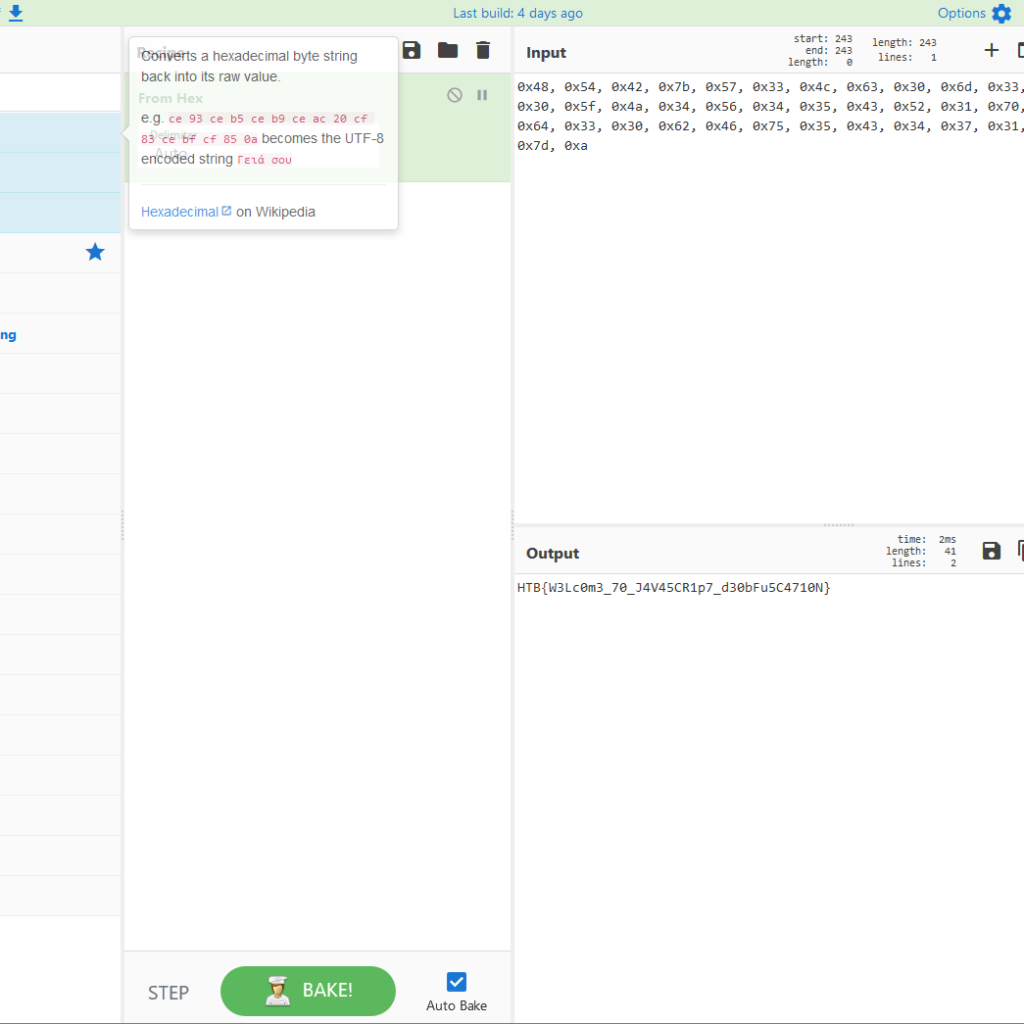 Last build: 4 days ago
Options
Recipe
Converts a hexadecimal byte string
back into its raw value.
From Hex
e.g. ce 93 ce b5 ce b9 ce ac 20 cf
Delimiter
83 ce bf cf 85 0a becomes the UTF-8
Auto
encoded string Γειά σου
Hexadecimal on Wikipedia
ng
STEP
BAKE!
Auto Bake
Input
start: 243
end: 243
length: 0
length: 243
lines: 1
0x48, 0x54, 0x42, 0x7b, 0x57, 0x33, 0x4c, 0x63, 0x30, 0x6d, 0x33,
0x30, 0x5f, 0x4a, 0x34, 0x56, 0x34, 0x35, 0x43, 0x52, 0x31, 0x70,
0x64, 0x33, 0x30, 0x62, 0x46, 0x75, 0x35, 0x43, 0x34, 0x37, 0x31,
0x7d, 0xa
Output
time: 2ms
length: 41
lines: 2
HTB{W3Lc0m3_70_J4V45CR1p7_d30bFu5C4710N}